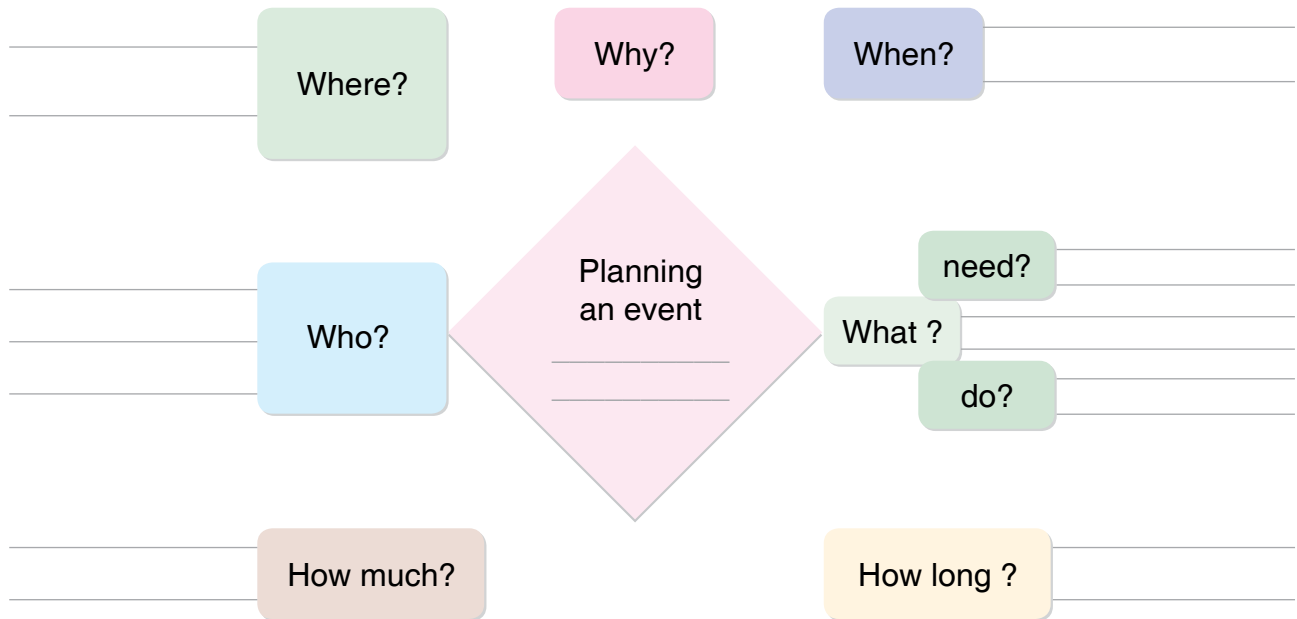 Where?
Why?
When?
Planning
an event
need?
Who?
What ?
do?
How much?
How long ?